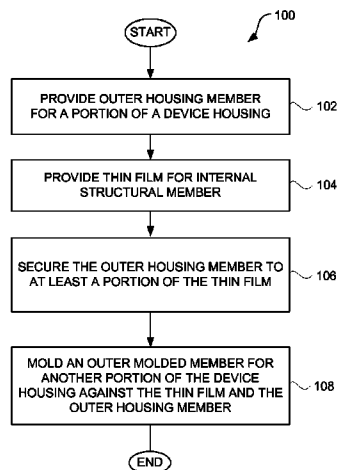 START
100
PROVIDE OUTER HOUSING MEMBER
FOR A PORTION OF A DEVICE HOUSING
102
PROVIDE THIN FILM FOR INTERNAL
STRUCTURAL MEMBER
104
SECURE THE OUTER HOUSING MEMBER TO
AT LEAST A PORTION OF THE THIN FILM
106
MOLD AN OUTER MOLDED MEMBER FOR
ANOTHER PORTION OF THE DEVICE
HOUSING AGAINST THE THIN FILM AND THE
OUTER HOUSING MEMBER
108
END